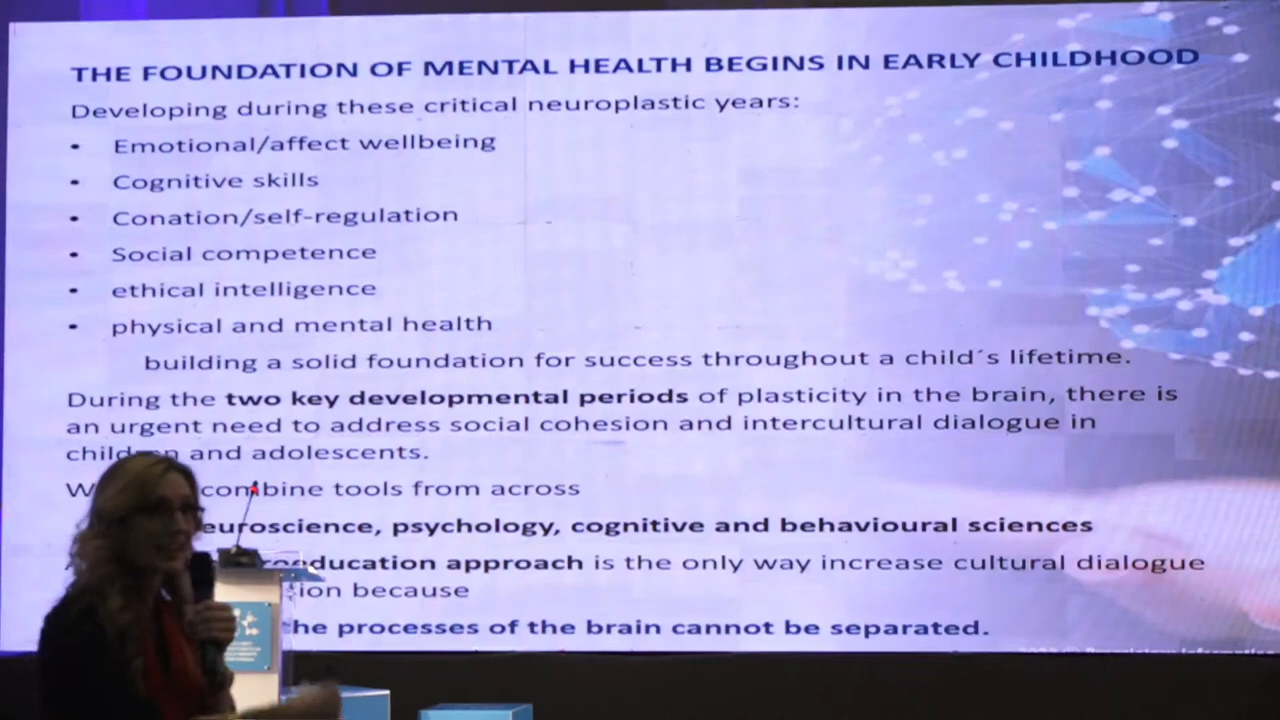 THE FOUNDATION OF MENTAL HEALTH BEGINS IN EARLY CHILDHOOD
Developing during these critical neuroplastic years:
• Emotional/affect wellbeing
• Cognitive skills
• Conation/self-regulation
• Social competence
• ethical intelligence
• physical and mental health
building a solid foundation for success throughout a child´s lifetime.
During the two key developmental periods of plasticity in the brain, there is
an urgent need to address social cohesion and intercultural dialogue in
children and adolescents.
combine tools from across
euroscience, psychology, cognitive and behavioural sciences
education approach is the only way increase cultural dialogue
ion because
he processes of the brain cannot be separated.